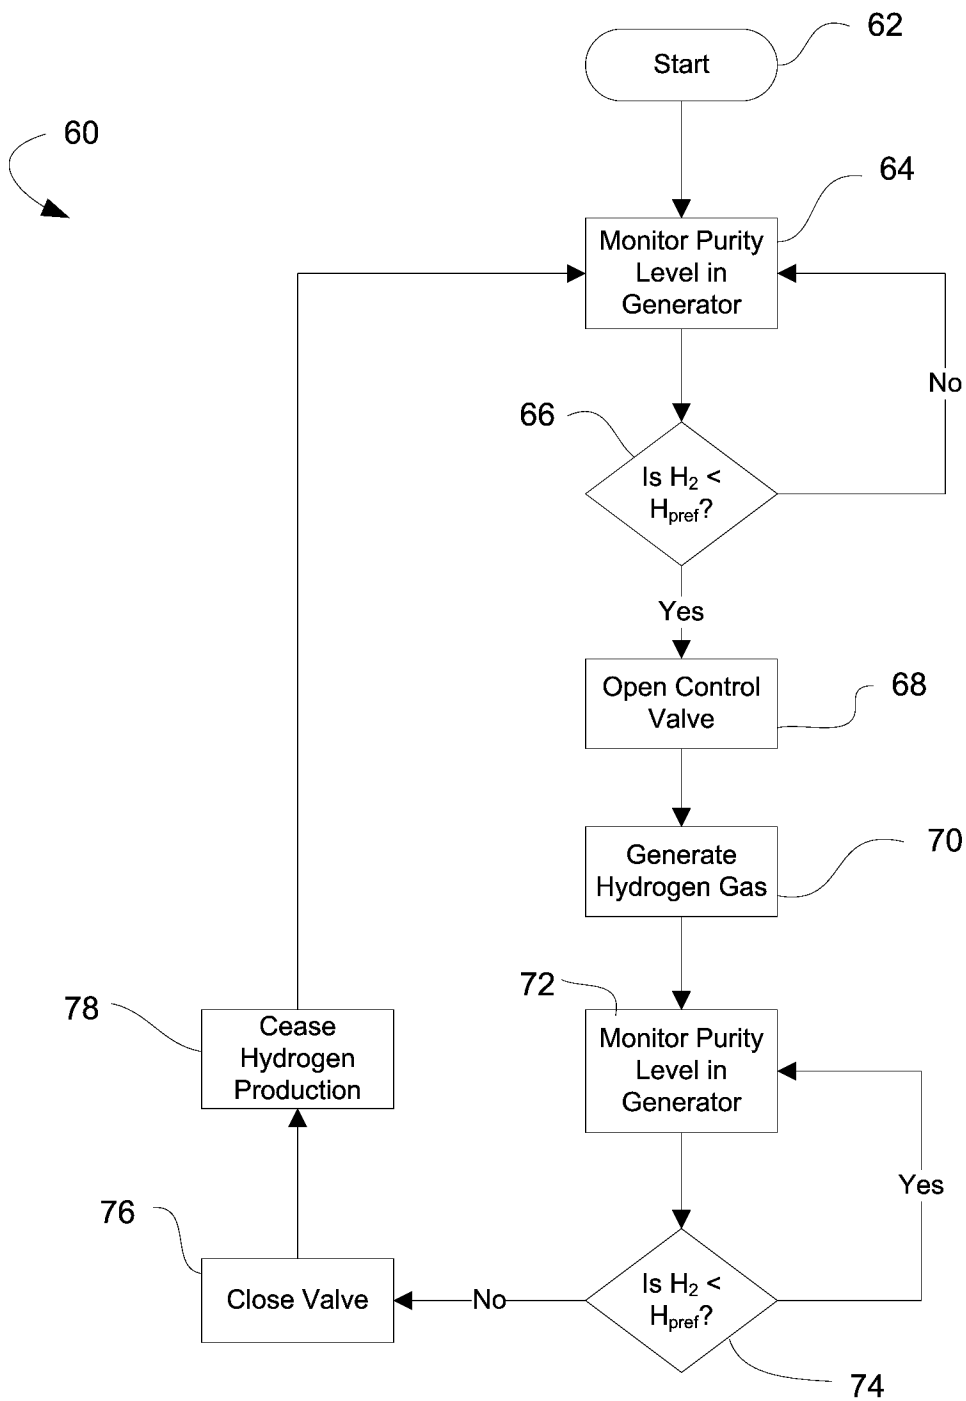 62
Start
60
64
Monitor Purity
Level in
Generator
No
66
Is H₂ <
Hpref?
Yes
Open Control
Valve
68
Generate
Hydrogen Gas
70
72
Monitor Purity
Level in
Generator
78
Cease
Hydrogen
Production
Yes
76
Close Valve
No
Is H₂ <
Hpref?
74